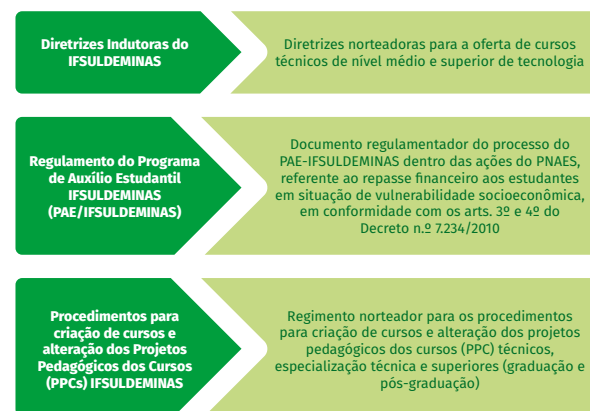 Diretrizes Indutoras do
IFSULDEMINAS
Diretrizes norteadoras para a oferta de cursos
técnicos de nível médio e superior de tecnologia
Regulamento do Programa
de Auxílio Estudantil
IFSULDEMINAS
(PAE/IFSULDEMINAS)
Documento regulamentador do processo do
PAE-IFSULDEMINAS dentro das ações do PNAES,
referente ao repasse financeiro aos estudantes
em situação de vulnerabilidade socioeconômica,
em conformidade com os arts. 3º e 4º do
Decreto n.º 7.234/2010
Procedimentos para
criação de cursos e
alteração dos Projetos
Pedagógicos dos Cursos
(PPCs) IFSULDEMINAS
Regimento norteador para os procedimentos
para criação de cursos e alteração dos projetos
pedagógicos dos cursos (PPC) técnicos,
especialização técnica e superiores (graduação e
pós-graduação)